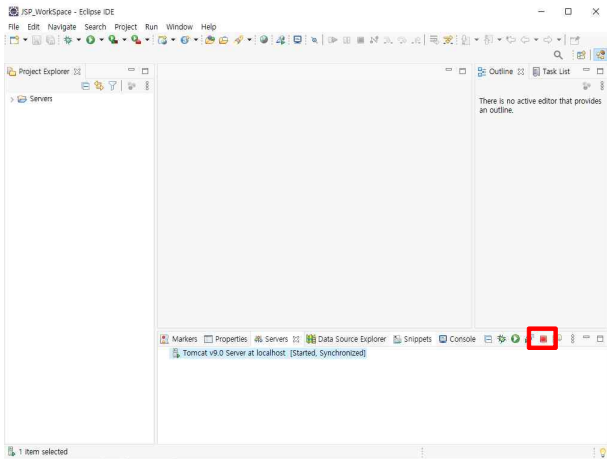 JSP_WorkSpace - Eclipse IDE
File Edit Navigate Search Project Run Window Help
Project Explorer
Outline Task List
Servers
There is no active editor that provides
an outline.
Markers Properties Servers Data Source Explorer Snippets Console
Tomcat v9.0 Server at localhost [Started, Synchronized]
1 item selected